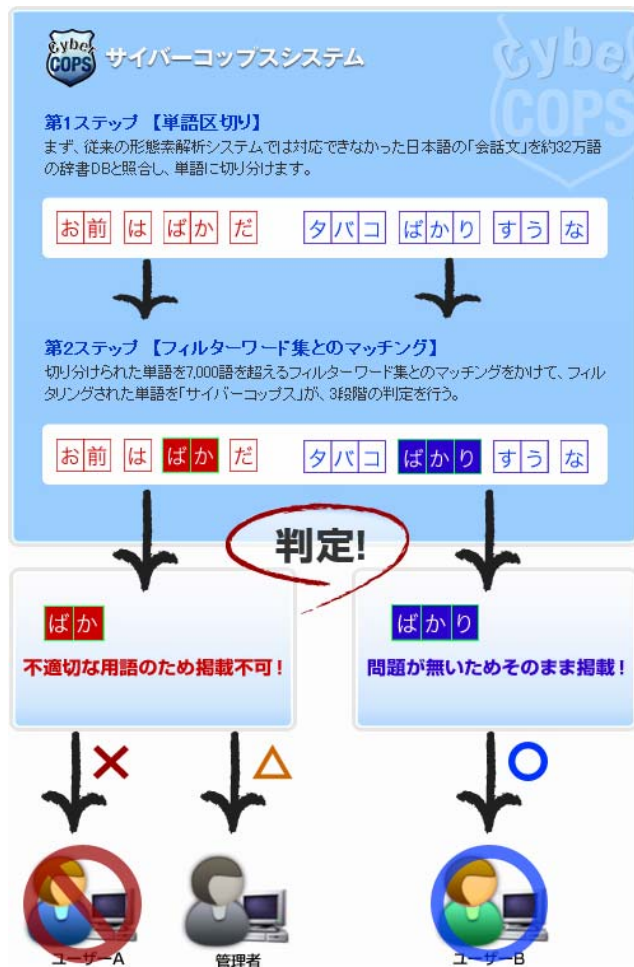 Cyber COPS サイバーコップスシステム
Cyber COPS
第1ステップ 【単語区切り】
まず、従来の形態素解析システムでは対応できなかった日本語の「会話文」を約32万語
の辞書DBと照合し、単語に切り分けます。
お前 は ばか だ タバコ ばかり すう な
第2ステップ 【フィルターワード集とのマッチング】
切り分けられた単語を7,000語を超えるフィルターワード集とのマッチングをかけて、フィル
タリングされた単語を「サイバーコップス」が、3段階の判定を行う。
お前 は ばか だ タバコ ばかり すう な
判定!
ばか ばかり
不適切な用語のため掲載不可! 問題が無いためそのまま掲載!
ユーザーA 管理者 ユーザーB